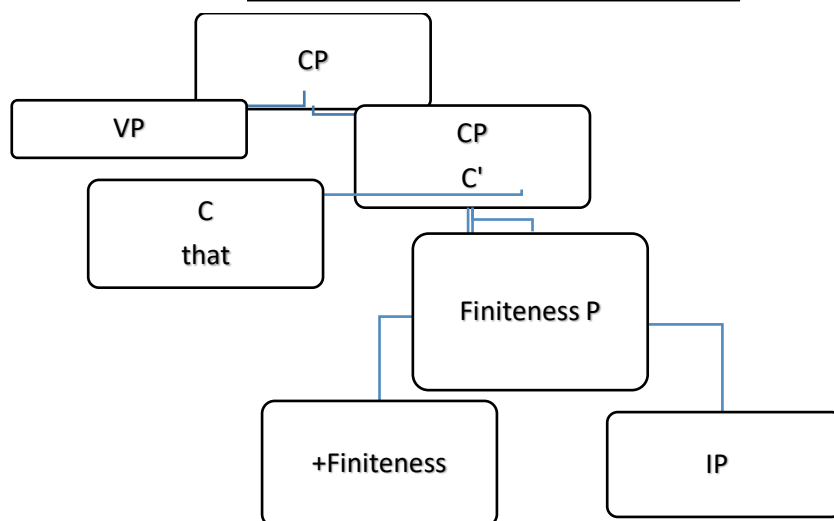 CP
VP
CP
C'
C
that
Finiteness P
+Finiteness
IP